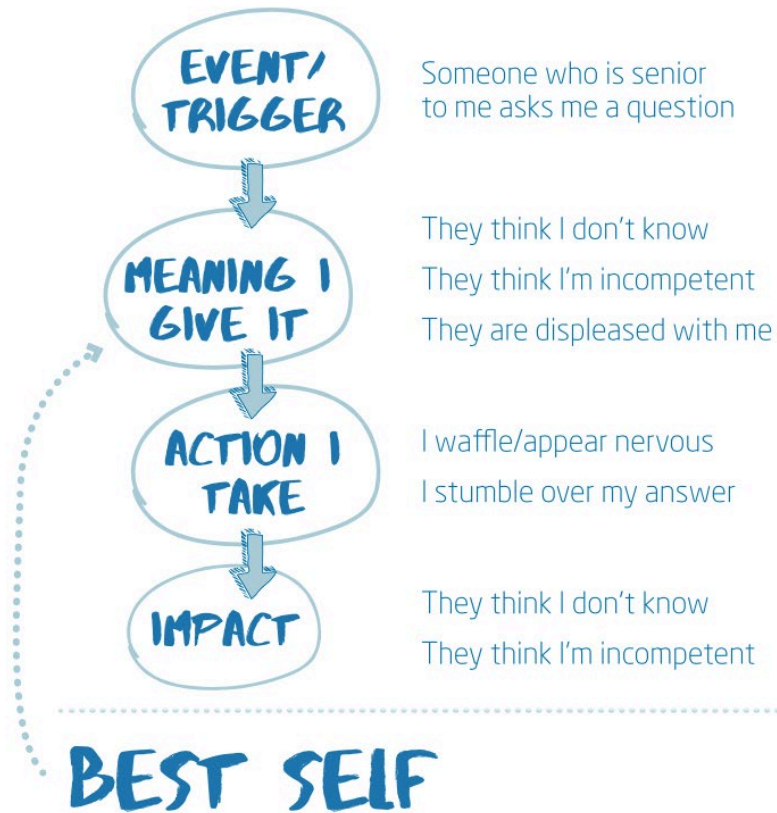 EVENT/
TRIGGER
Someone who is senior
to me asks me a question
MEANING I
GIVE IT
They think I don't know
They think I'm incompetent
They are displeased with me
ACTION I
TAKE
I waffle/appear nervous
I stumble over my answer
IMPACT
They think I don't know
They think I'm incompetent
BEST SELF